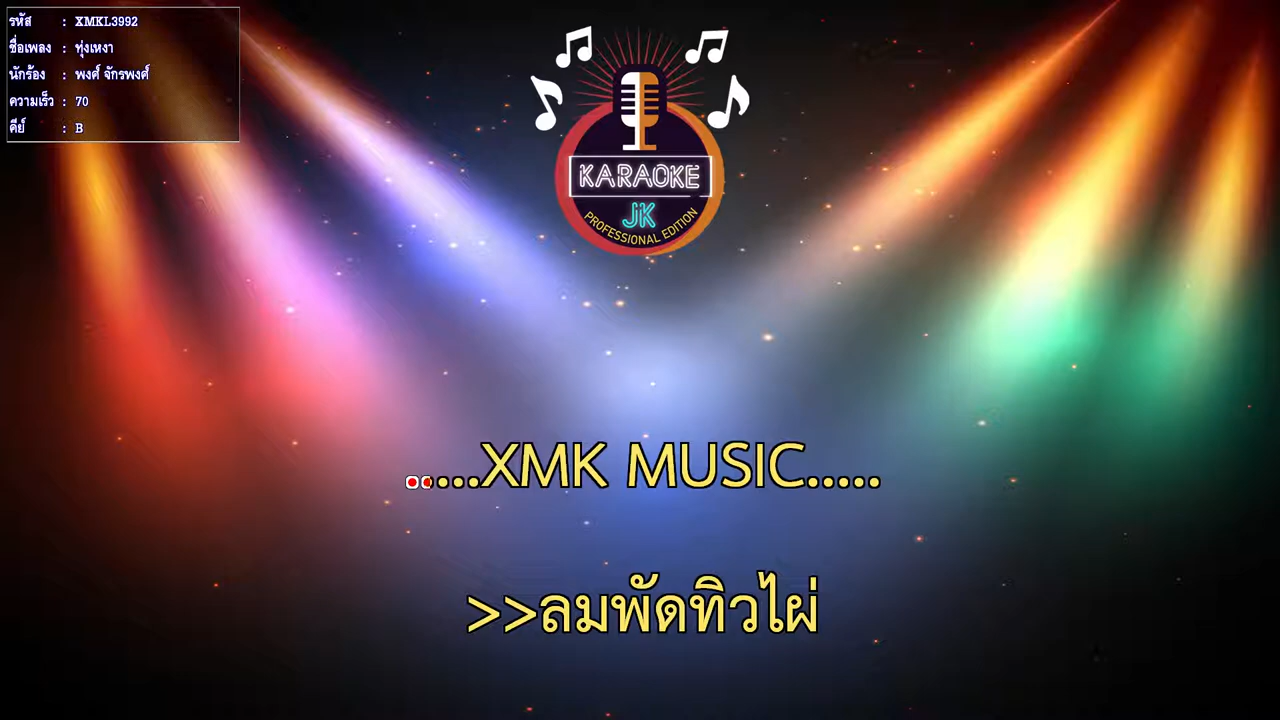 รหัส : XMKL3992
ชื่อเพลง : ทุ่งเหงา
นักร้อง : พงศ์ จักรพงศ์
ความเร็ว : 70
คีย์ : B
KARAOKE
JK
PROFESSIONAL EDITION
.....XMK MUSIC.....
>>ลมพัดทิวไผ่